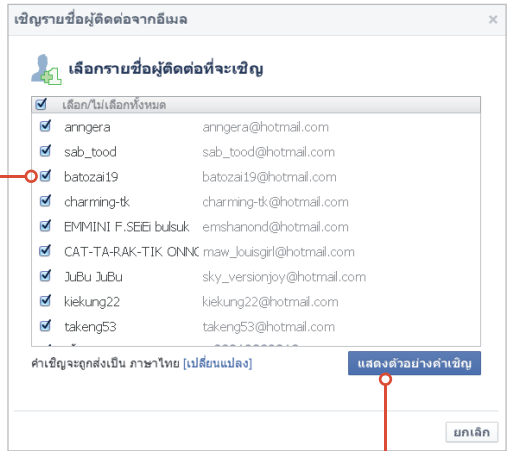 เชิญรายชื่อผู้ติดต่อจากอีเมล ×
เลือกรายชื่อผู้ติดต่อที่จะเชิญ
เลือก/ไม่เลือกทั้งหมด
anngera anngera@hotmail.com
sab_tood sab_tood@hotmail.com
batozai19 batozai19@hotmail.com
charming-tk charming-tk@hotmail.com
EMMINI F.SEiEi bulsuk emshanond@hotmail.com
CAT-TA-RAK-TIK ONNC maw_louisgirl@hotmail.com
JuBu JuBu sky_versionjoy@hotmail.com
kiekung22 kiekung22@hotmail.com
takeng53 takeng53@hotmail.com
คำเชิญจะถูกส่งเป็น ภาษาไทย [เปลี่ยนแปลง] แสดงตัวอย่างคำเชิญ
ยกเลิก